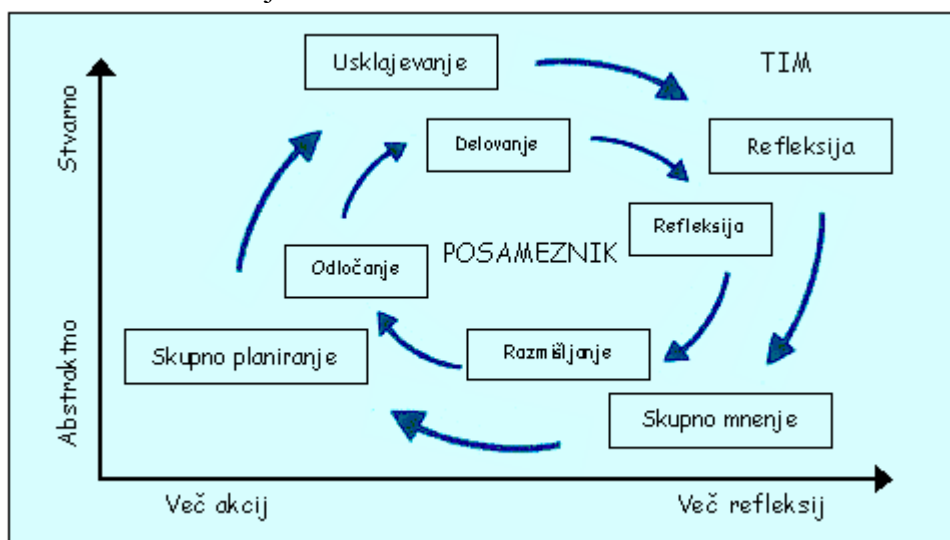 Usklajevanje
TIM
Stvarno
Delovanje
Refleksija
Refleksija
POSAMEZNIK
Odločanje
Skupno planiranje
Razmišljanje
Abstraktno
Skupno mnenje
Več akcij
Več refleksij